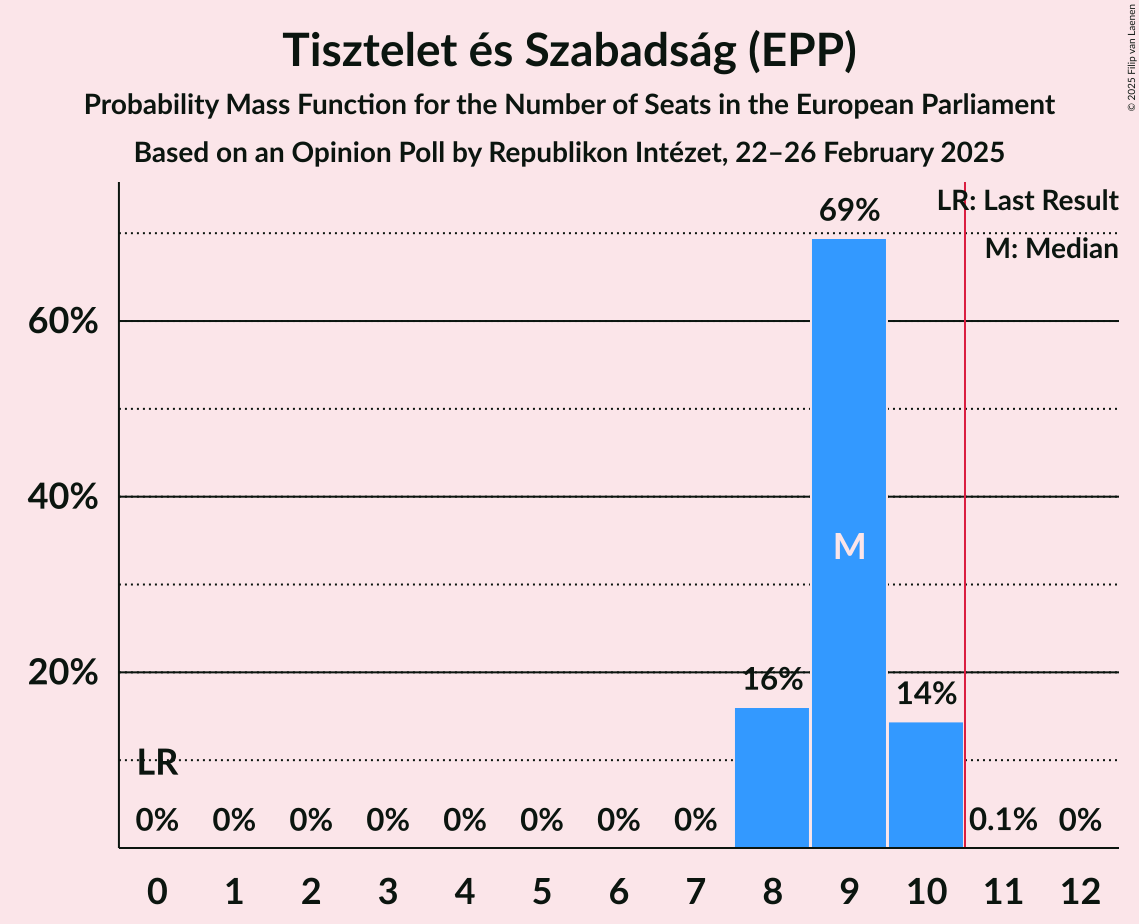 Tisztelet és Szabadság (EPP)
Probability Mass Function for the Number of Seats in the European Parliament
Based on an Opinion Poll by Republikon Intézet, 22–26 February 2025
© 2025 Filip van Laenen
LR: Last Result
M: Median
69%
60%
40%
M
20%
16%
14%
LR
0% 0% 0% 0% 0% 0% 0% 0% 0.1% 0%
0 1 2 3 4 5 6 7 8 9 10 11 12